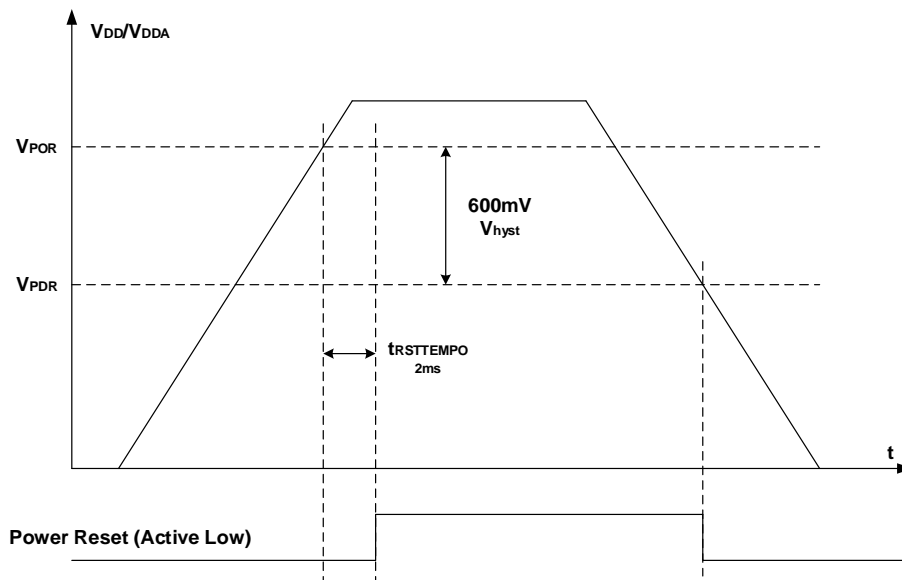 VDD/VDDA
VPOR
600mV
Vhyst
VPDR
tRSTTEMPO
2ms
t
Power Reset (Active Low)